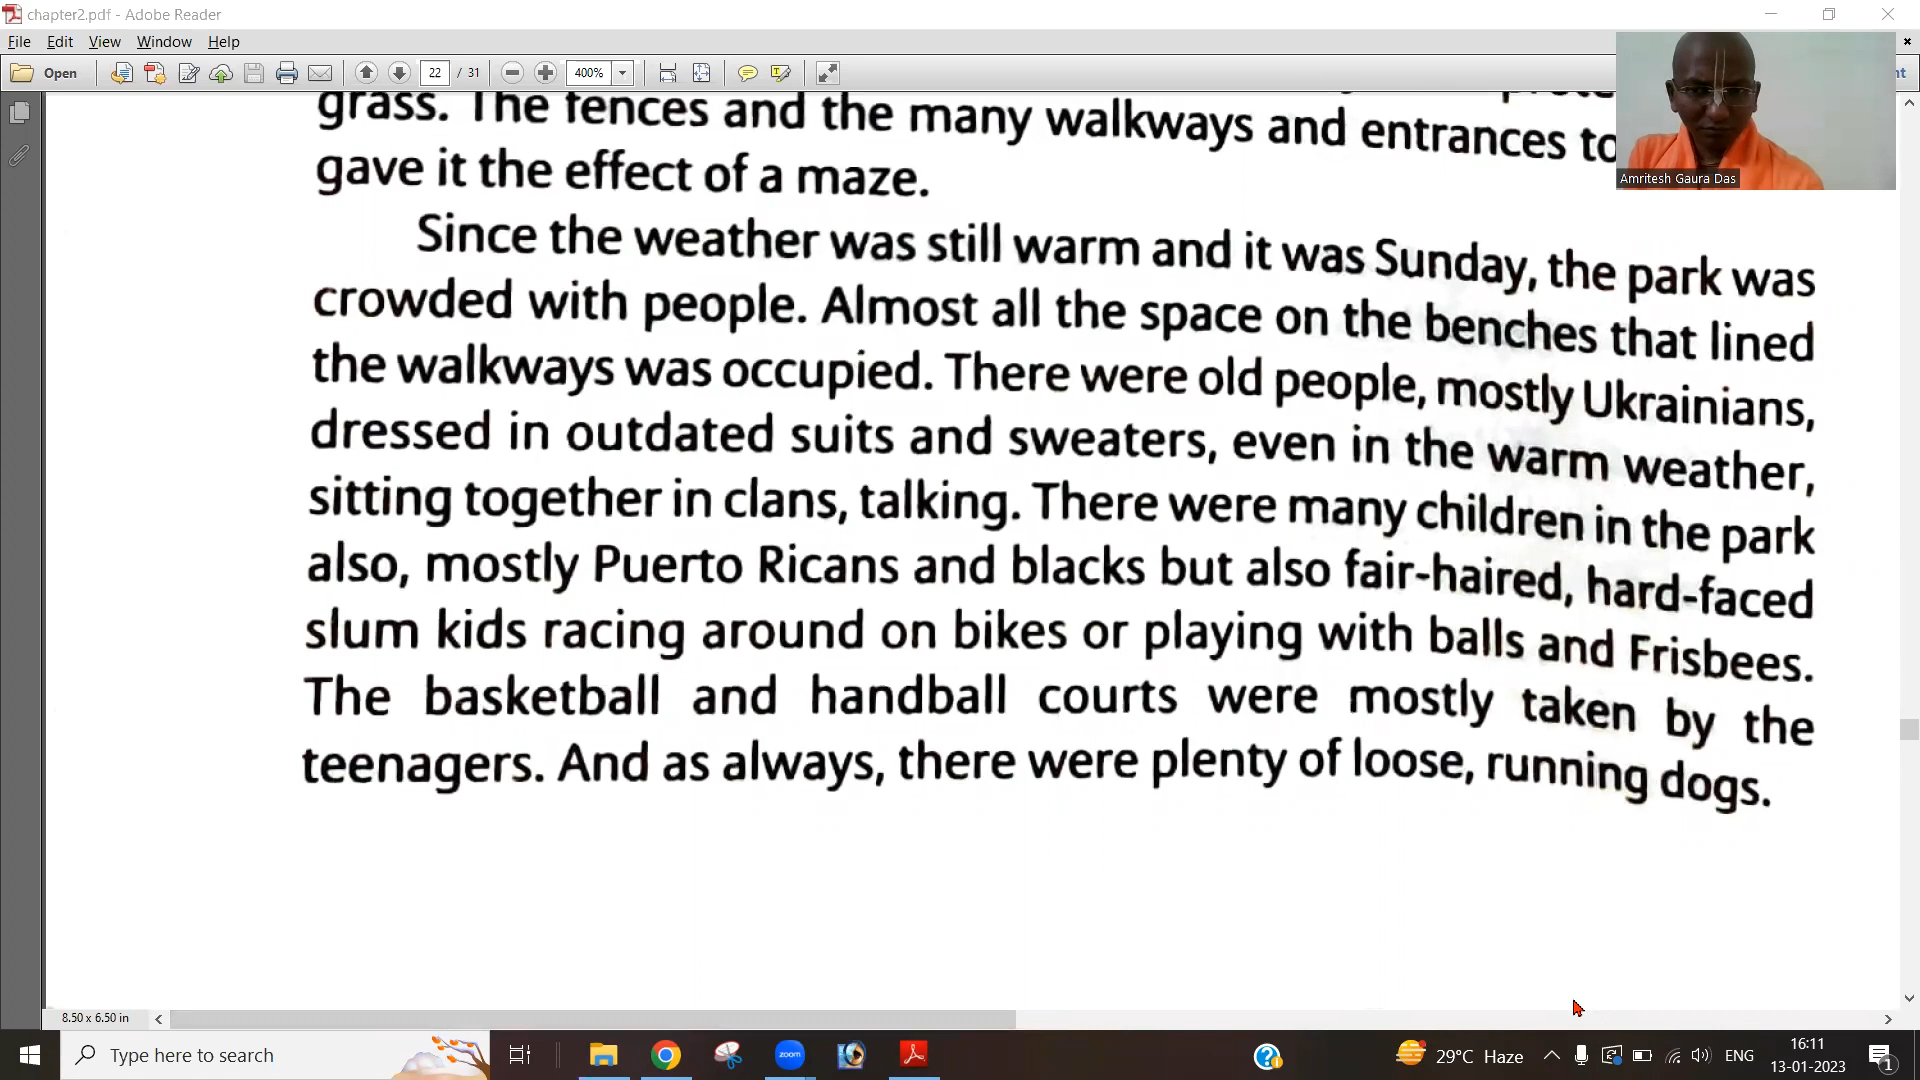 chapter2.pdf - Adobe Reader
File Edit View Window Help
Open 22 / 31 400%
grass. The fences and the many walkways and entrances to
gave it the effect of a maze.
Since the weather was still warm and it was Sunday, the park was
crowded with people. Almost all the space on the benches that lined
the walkways was occupied. There were old people, mostly Ukrainians,
dressed in outdated suits and sweaters, even in the warm weather,
sitting together in clans, talking. There were many children in the park
also, mostly Puerto Ricans and blacks but also fair-haired, hard-faced
slum kids racing around on bikes or playing with balls and Frisbees.
The basketball and handball courts were mostly taken by the
teenagers. And as always, there were plenty of loose, running dogs.
Amritesh Gaura Das
8.50 x 6.50 in
Type here to search
zoom
29°C Haze
ENG
16:11
13-01-2023
1